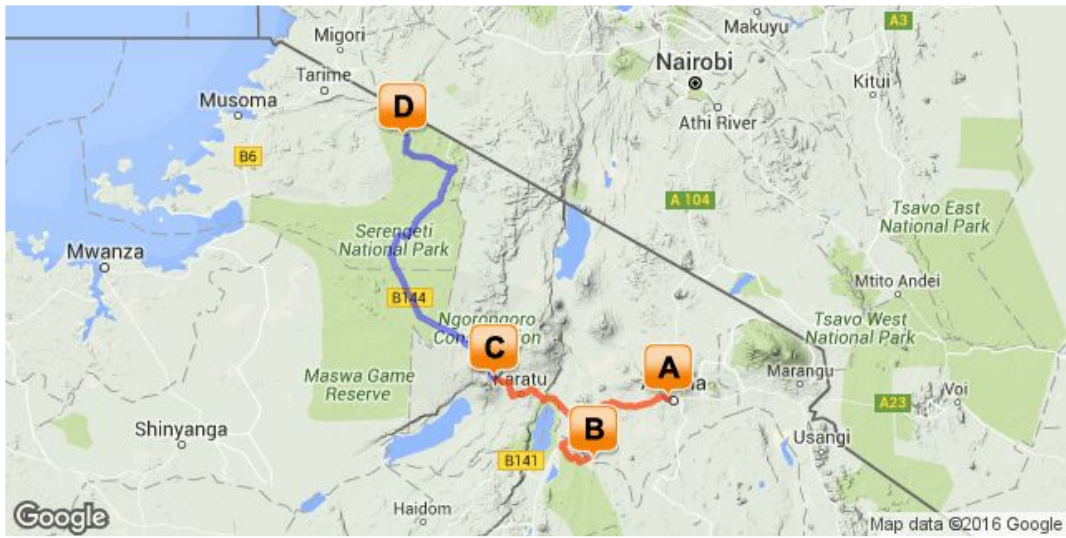 Makuyu
A3
Migori
Nairobi
Tarime
Kitui
Musoma
D
Athi River
B6
A 104
Tsavo East
National Park
Serengeti
National Park
Mwanza
Mtito Andei
B144
Ngorongoro
Tsavo West
National Park
C
A
Maswa Game
Reserve
Karatu
Marangu
A23
Voi
B
Shinyanga
Usangi
B141
Haidom
Google
Map data ©2016 Google